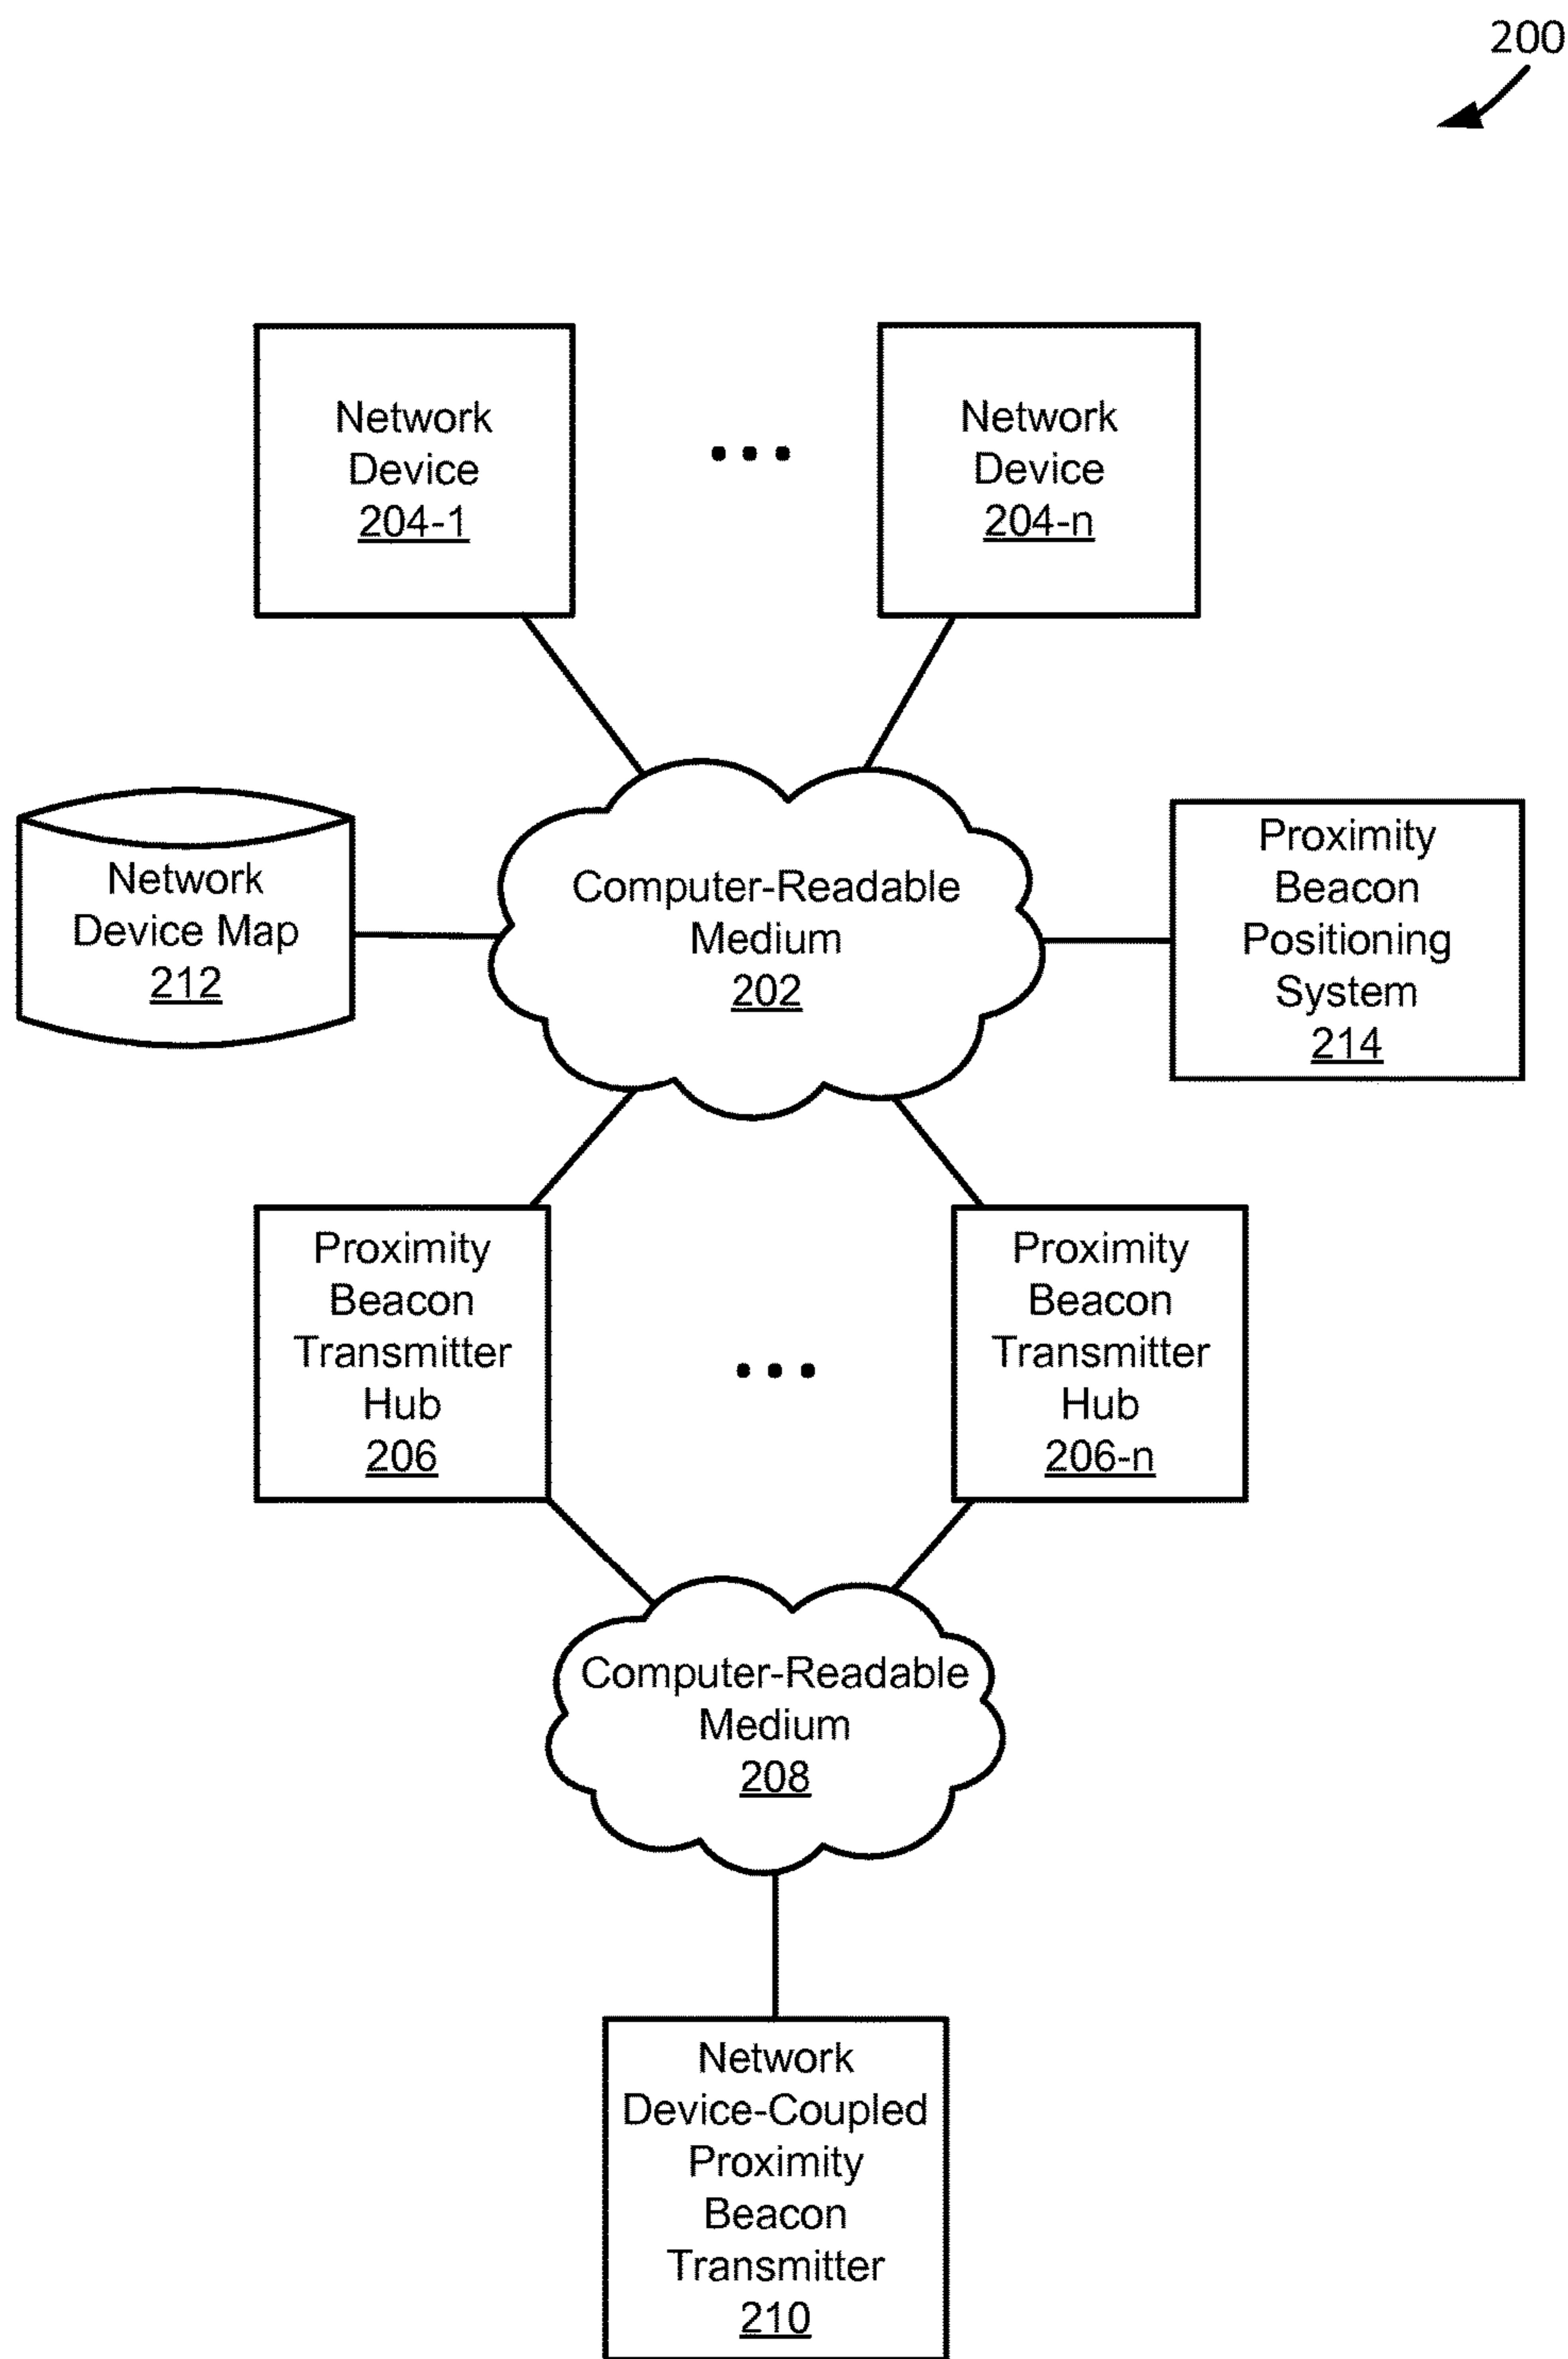 200
Network
Device
204-1
...
Network
Device
204-n
Network
Device Map
212
Computer-Readable
Medium
202
Proximity
Beacon
Positioning
System
214
Proximity
Beacon
Transmitter
Hub
206
...
Proximity
Beacon
Transmitter
Hub
206-n
Computer-Readable
Medium
208
Network
Device-Coupled
Proximity
Beacon
Transmitter
210